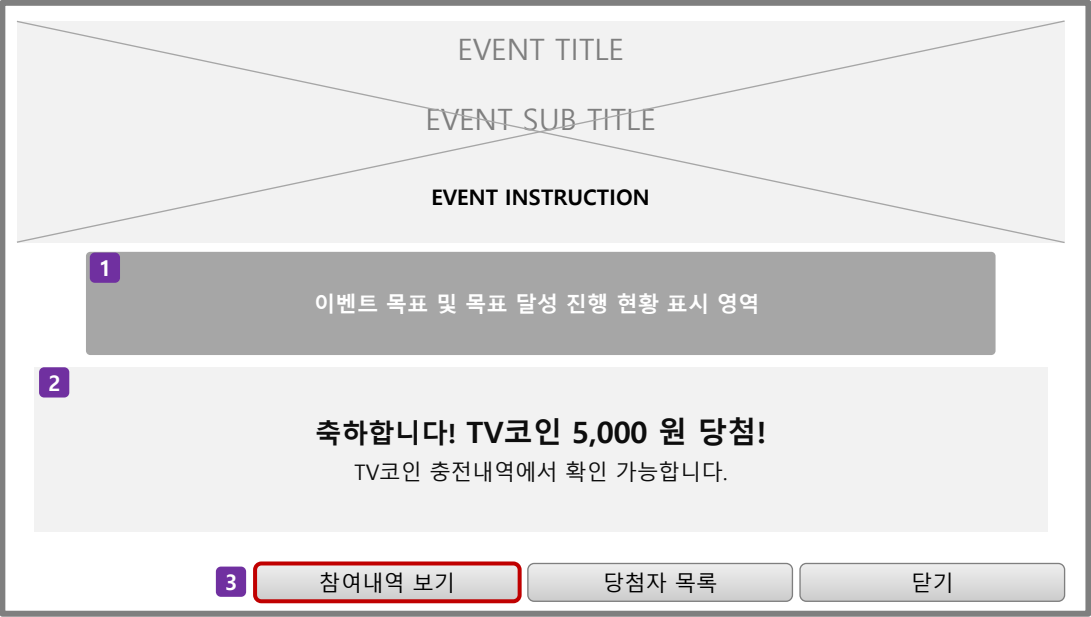 EVENT TITLE
EVENT SUB TITLE
EVENT INSTRUCTION
1
이벤트 목표 및 목표 달성 진행 현황 표시 영역
2
축하합니다! TV코인 5,000 원 당첨!
TV코인 충전내역에서 확인 가능합니다.
3
참여내역 보기
당첨자 목록
닫기